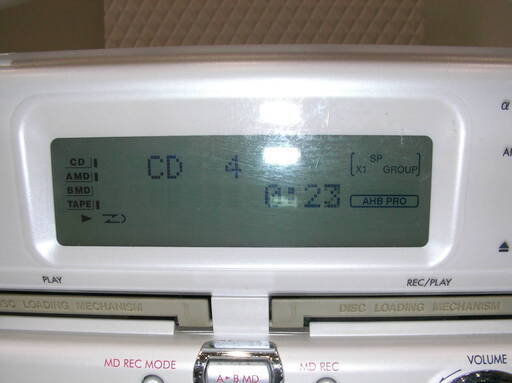 α
CD
AMD
BMD
TAPE
CD 4
0:23
SP
X1 GROUP
AHB PRO
PLAY
REC/PLAY
LOADING MECHANISM
DISC LOADING MECHANISM
MD REC MODE
A▸B MD
MD REC
VOLUME